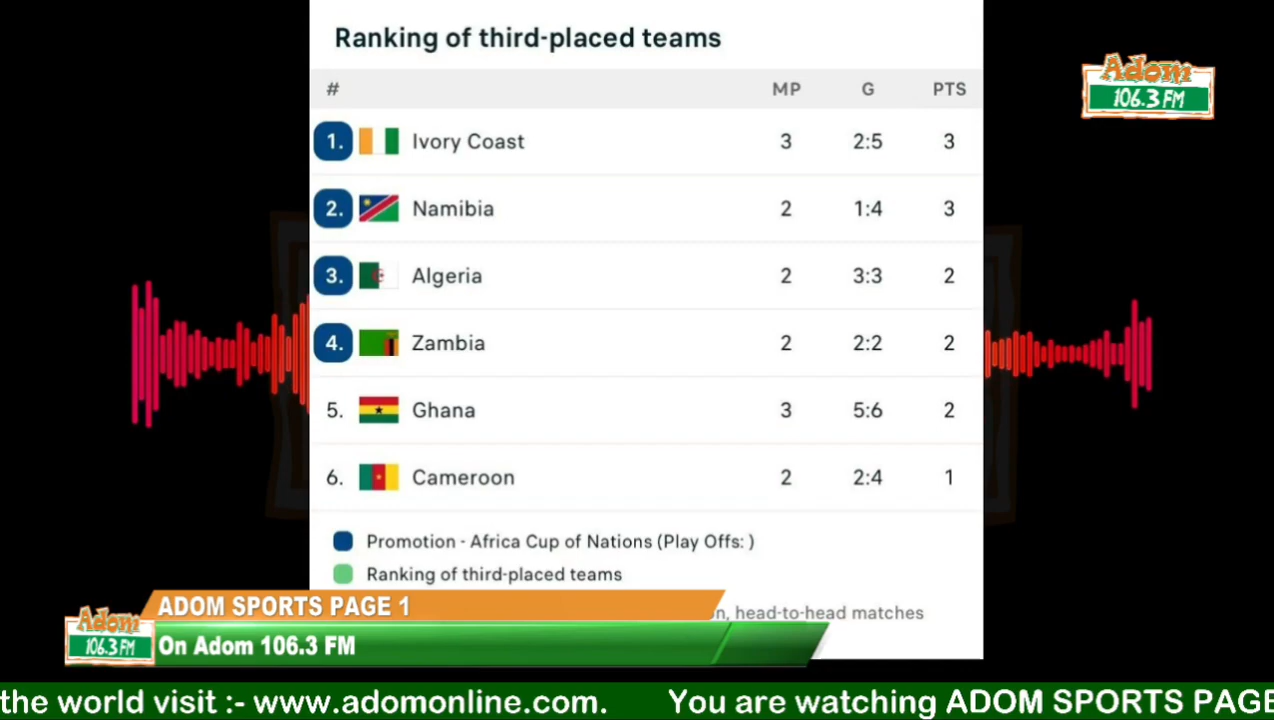 Ranking of third-placed teams
# MP G PTS
1. Ivory Coast 3 2:5 3
2. Namibia 2 1:4 3
3. Algeria 2 3:3 2
4. Zambia 2 2:2 2
5. Ghana 3 5:6 2
6. Cameroon 2 2:4 1
Promotion - Africa Cup of Nations (Play Offs: )
Ranking of third-placed teams
head-to-head matches
Adom
106.3 FM
ADOM SPORTS PAGE 1
On Adom 106.3 FM
Adom
106.3 FM
the world visit :- www.adomonline.com. You are watching ADOM SPORTS PAGE